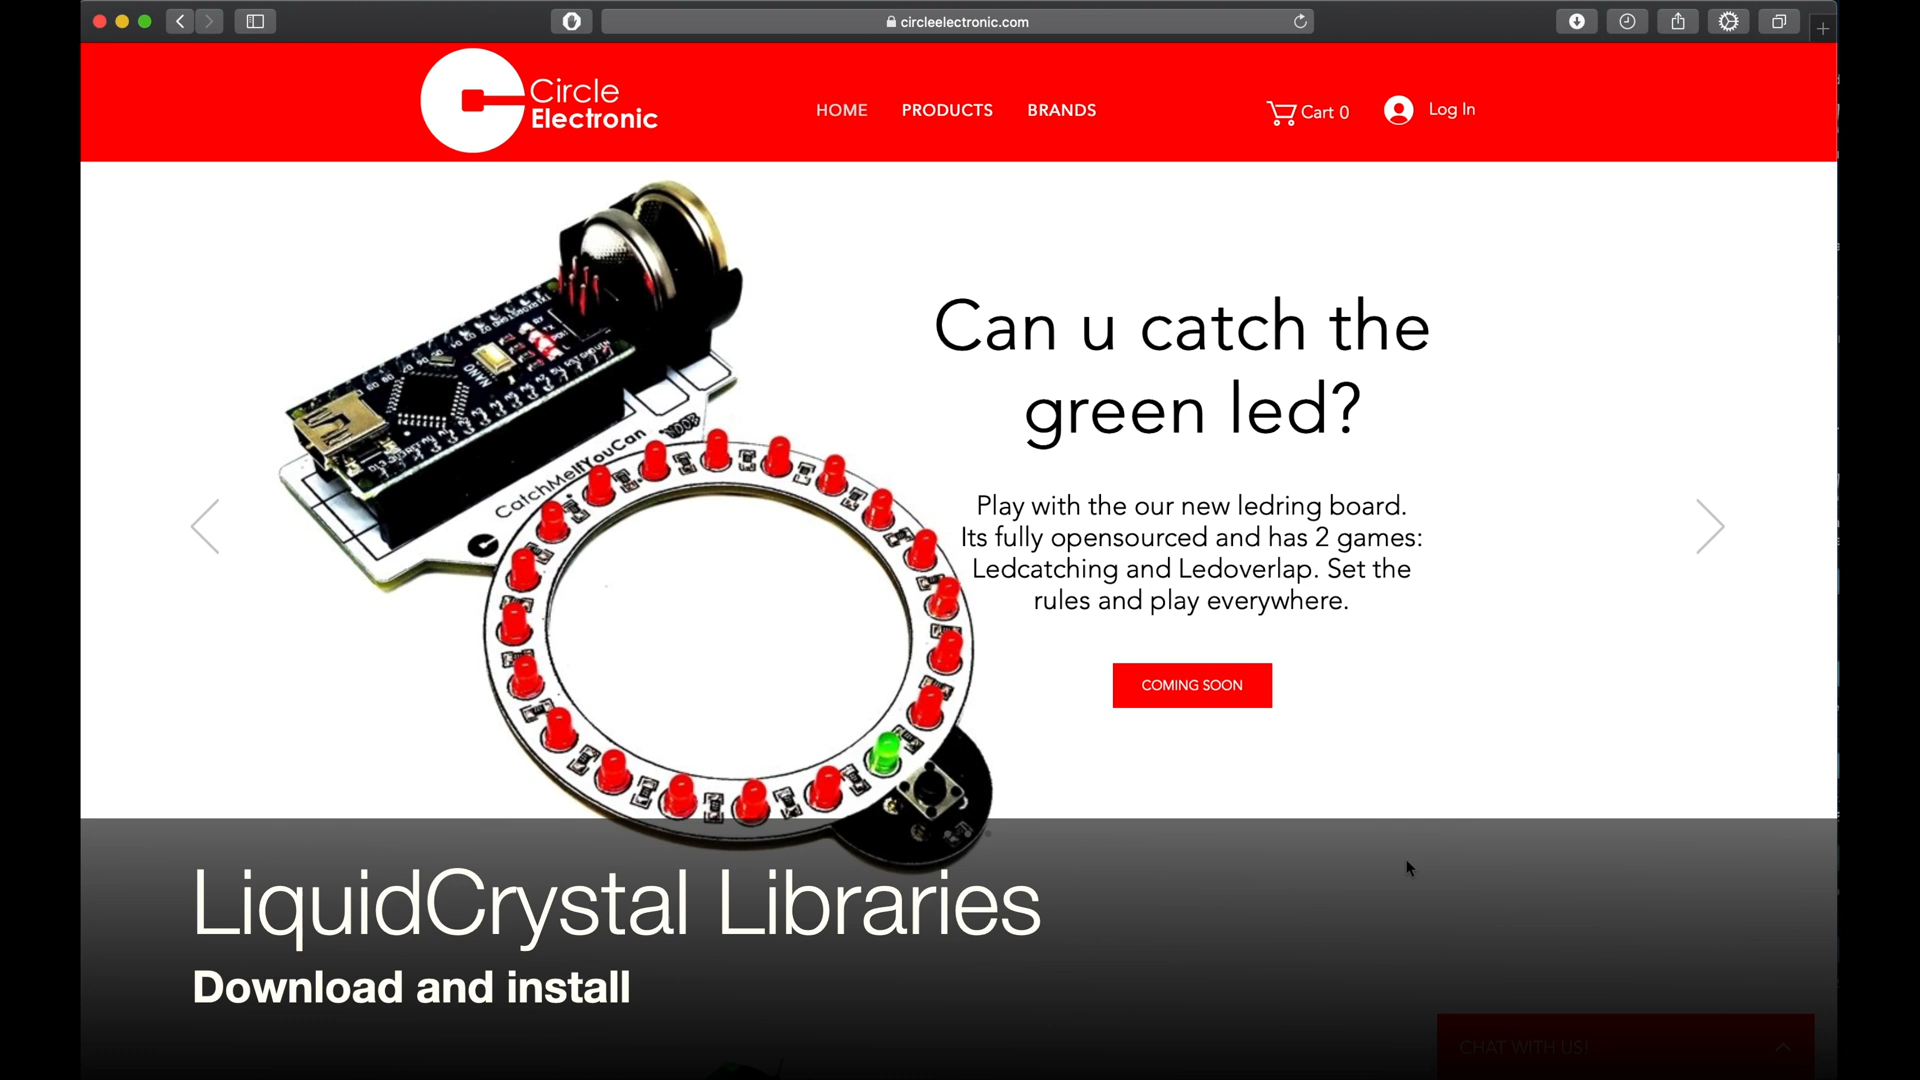 circleelectronic.com
Circle
Electronic
HOME
PRODUCTS
BRANDS
Cart 0
Log In
NANO
CatchMeIfYouCan
Can u catch the
green led?
Play with the our new ledring board.
Its fully opensourced and has 2 games:
Ledcatching and Ledoverlap. Set the
rules and play everywhere.
COMING SOON
LiquidCrystal Libraries
Download and install
CHAT WITH US!